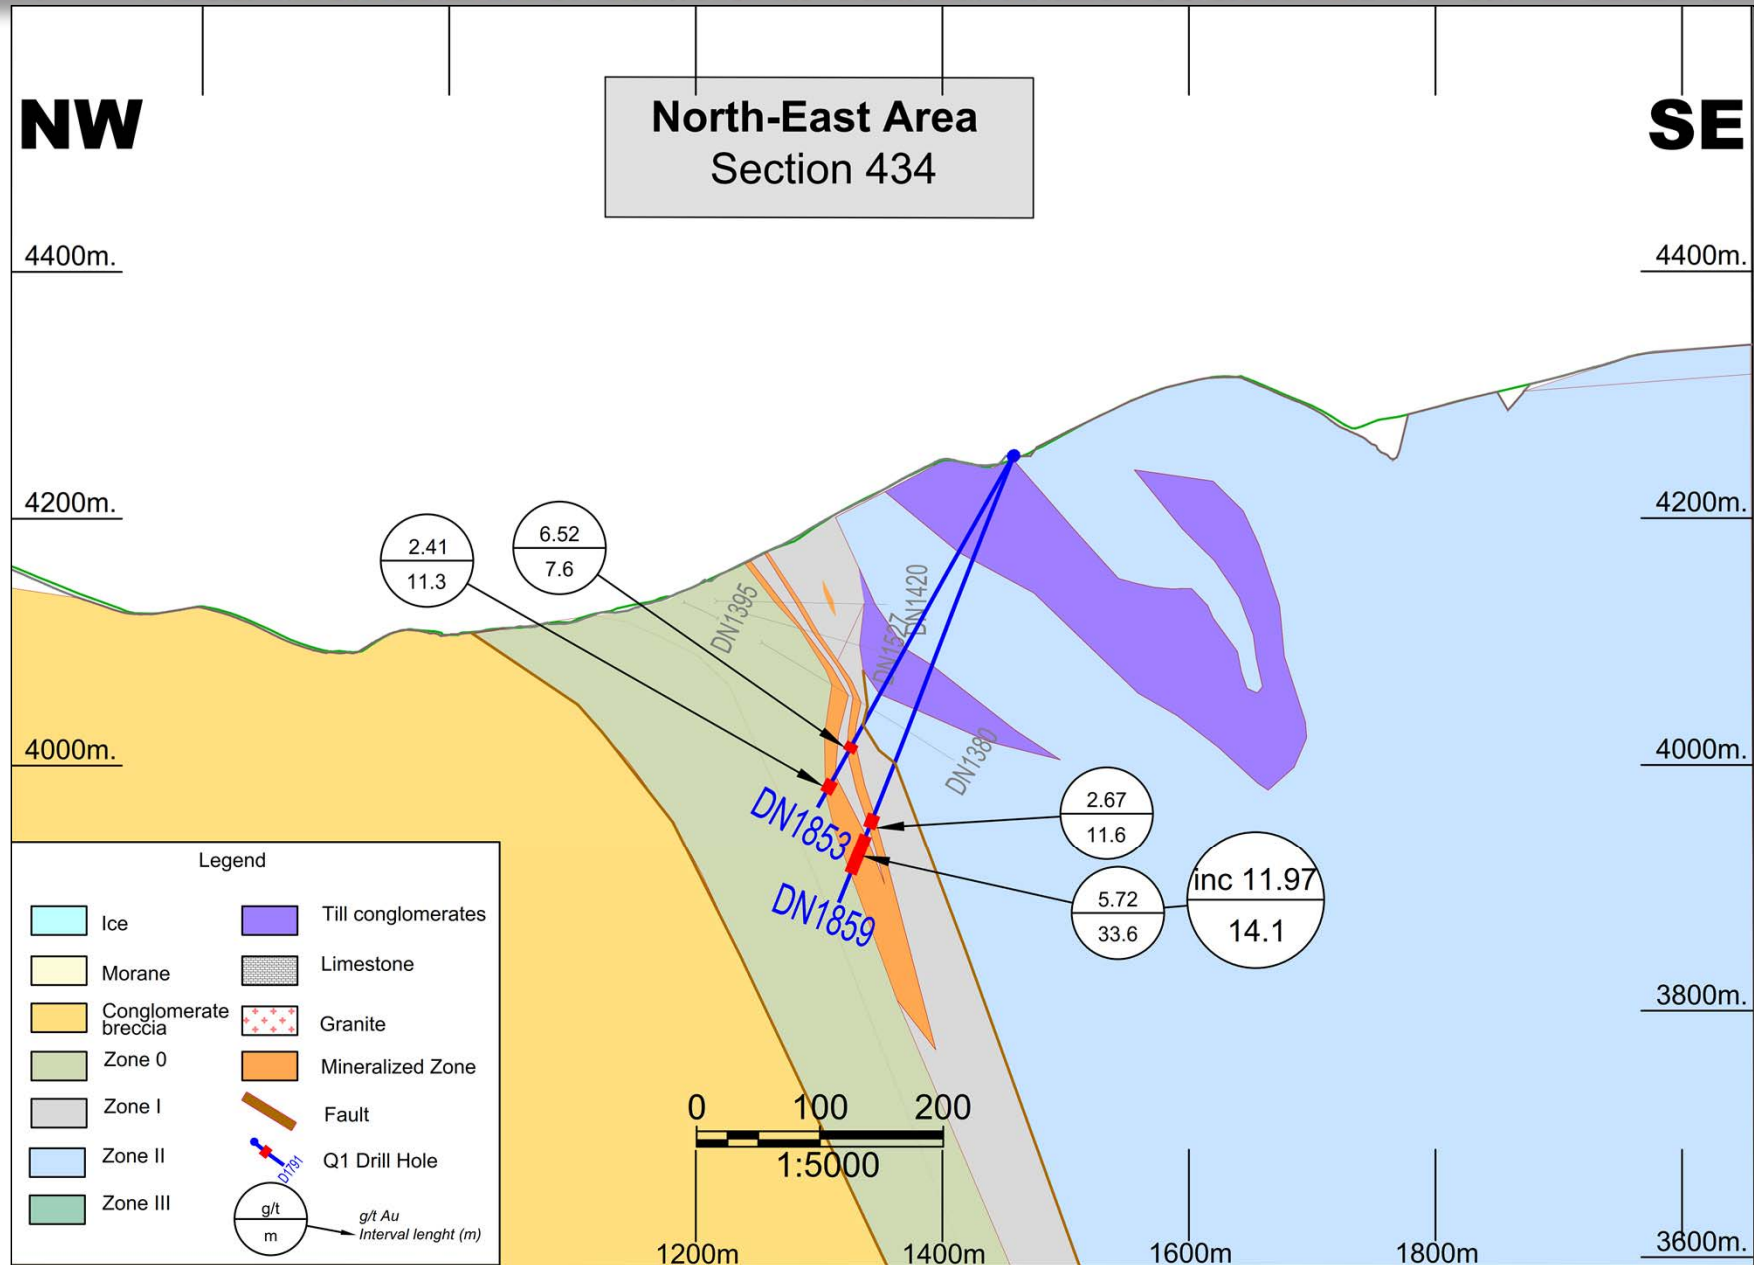 NW
North-East Area
Section 434
SE
4400m.
4400m.
4200m.
4200m.
2.41
11.3
6.52
7.6
DN1395
DN1527
DN1420
DN1380
4000m.
4000m.
DN1853
DN1859
2.67
11.6
5.72
33.6
inc 11.97
14.1
3800m.
3600m.
0 100 200
1:5000
1200m
1400m
1600m
1800m
Legend
Ice
Morane
Conglomerate
breccia
Zone 0
Zone I
Zone II
Zone III
Till conglomerates
Limestone
Granite
Mineralized Zone
Fault
D1791
Q1 Drill Hole
g/t
m
g/t Au
Interval lenght (m)